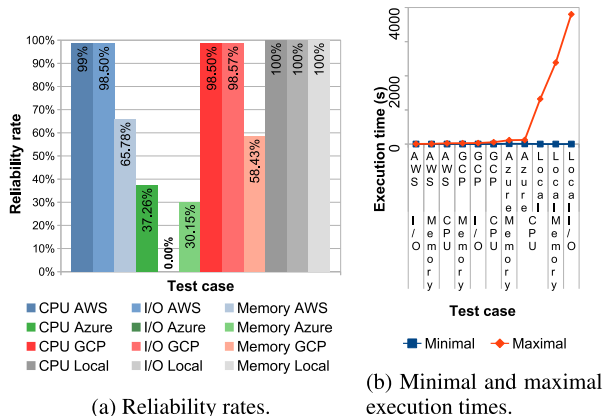 100%
90%
80%
70%
60%
50%
40%
30%
20%
10%
0%
Reliability rate
99%
98.50%
65.78%
37.26%
0.00%
30.15%
98.50%
98.57%
58.43%
100%
100%
100%
Test case
CPU AWS I/O AWS Memory AWS
CPU Azure I/O Azure Memory Azure
CPU GCP I/O GCP Memory GCP
CPU Local I/O Local Memory Local
(a) Reliability rates.
Execution time (s)
4000
2000
0
AWS AWS AWS GCP GCP GCP Azure Azure Local Local Local
I/O Memory CPU Memory I/O CPU Memory CPU CPU Memory I/O
Test case
Minimal Maximal
(b) Minimal and maximal
execution times.